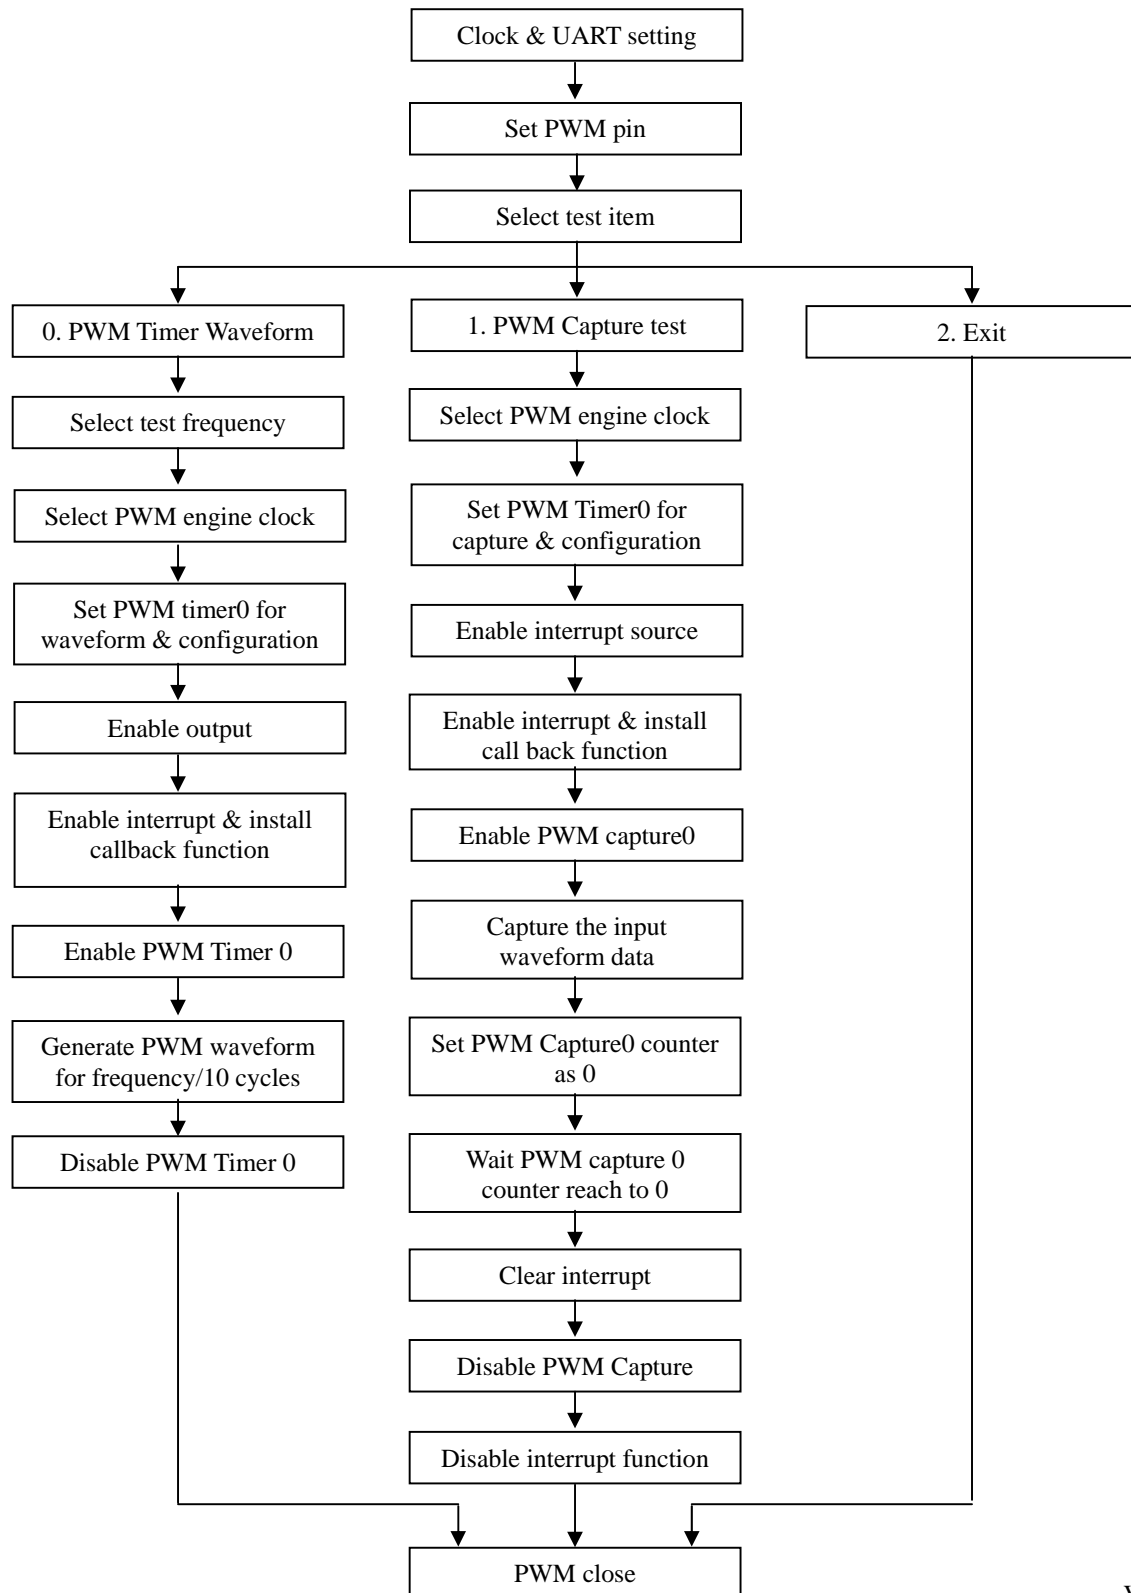 Clock & UART setting
Set PWM pin
Select test item
0. PWM Timer Waveform
Select test frequency
Select PWM engine clock
Set PWM timer0 for
waveform & configuration
Enable output
Enable interrupt & install
callback function
Enable PWM Timer 0
Generate PWM waveform
for frequency/10 cycles
Disable PWM Timer 0
1. PWM Capture test
Select PWM engine clock
Set PWM Timer0 for
capture & configuration
Enable interrupt source
Enable interrupt & install
call back function
Enable PWM capture0
Capture the input
waveform data
Set PWM Capture0 counter
as 0
Wait PWM capture 0
counter reach to 0
Clear interrupt
Disable PWM Capture
Disable interrupt function
2. Exit
PWM close